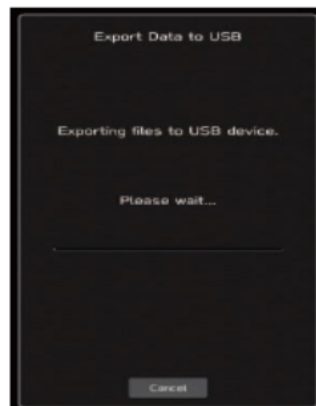 Export Data to USB
Exporting files to USB device.
Please wait...
Cancel